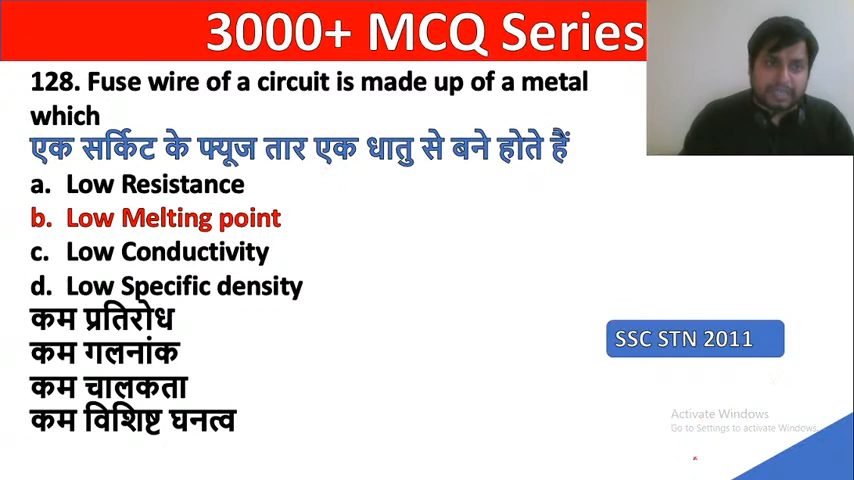 3000+ MCQ Series
128. Fuse wire of a circuit is made up of a metal
which
एक सर्किट के फ्यूज तार एक धातु से बने होते हैं
a. Low Resistance
b. Low Melting point
c. Low Conductivity
d. Low Specific density
कम प्रतिरोध
कम गलनांक
कम चालकता
कम विशिष्ट घनत्व
SSC STN 2011
Activate Windows
Go to Settings to activate Windows.